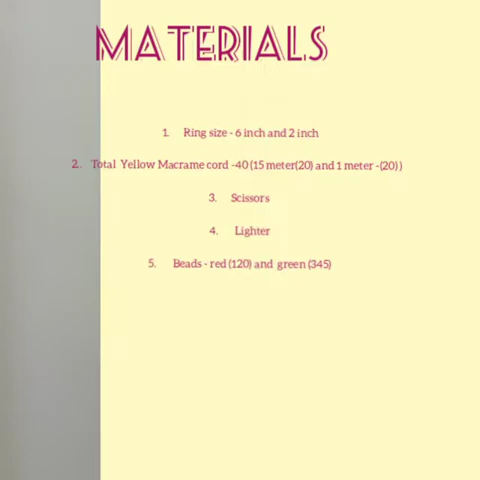 MATERIALS
1. Ring size - 6 inch and 2 inch
2. Total Yellow Macrame cord -40 (15 meter(20) and 1 meter -(20) )
3. Scissors
4. Lighter
5. Beads - red (120) and green (345)